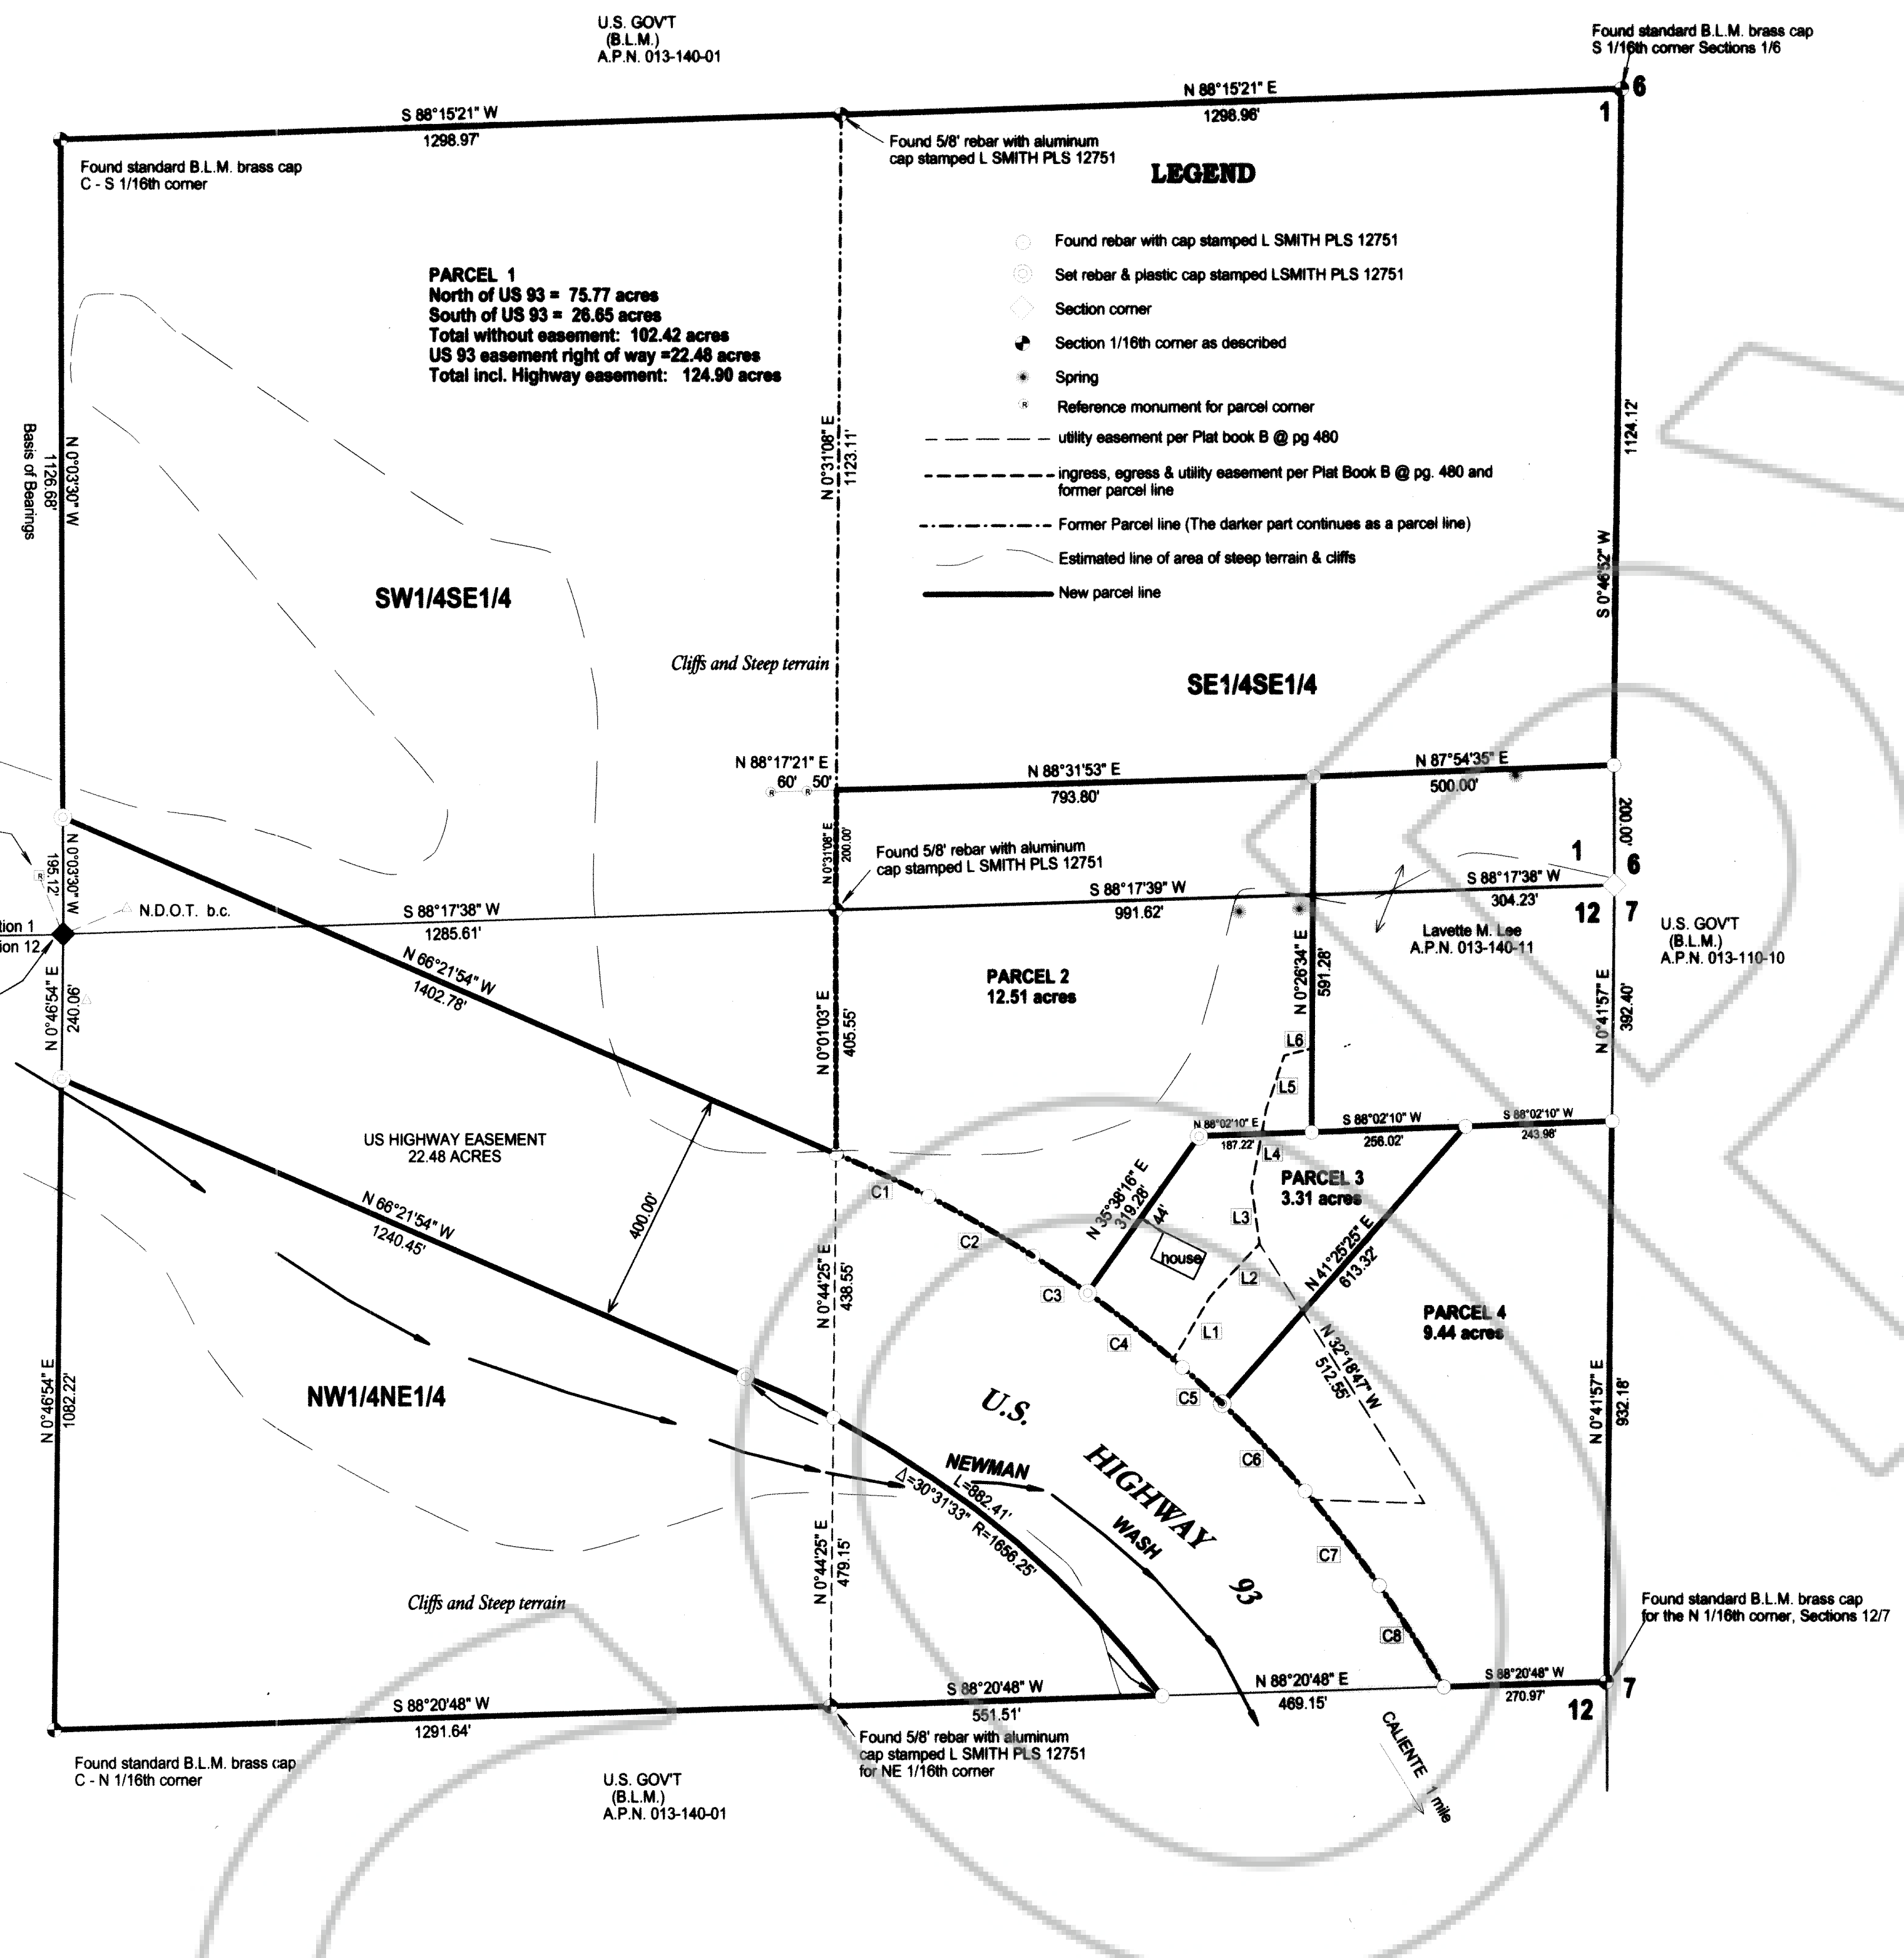 U.S. GOV'T
(B.L.M.)
A.P.N. 013-140-01
Found standard B.L.M. brass cap
S 1/16th corner Sections 1/6
6
1
S 88°15'21" W
1298.97'
N 88°15'21" E
1298.96'
Found standard B.L.M. brass cap
C - S 1/16th corner
Found 5/8' rebar with aluminum
cap stamped L SMITH PLS 12751
LEGEND
Found rebar with cap stamped L SMITH PLS 12751
Set rebar & plastic cap stamped LSMITH PLS 12751
Section corner
Section 1/16th corner as described
Spring
R
Reference monument for parcel corner
utility easement per Plat book B @ pg 480
ingress, egress & utility easement per Plat Book B @ pg. 480 and
former parcel line
Former Parcel line (The darker part continues as a parcel line)
Estimated line of area of steep terrain & cliffs
New parcel line
PARCEL 1
North of US 93 = 75.77 acres
South of US 93 = 26.65 acres
Total without easement: 102.42 acres
US 93 easement right of way =22.48 acres
Total incl. Highway easement: 124.90 acres
Basis of Bearings
1126.68'
N 0°03'30" W
N 0°31'08" E
1123.11'
1124.12'
S 0°46'52" W
SW1/4SE1/4
Cliffs and Steep terrain
SE1/4SE1/4
N 88°17'21" E
60' 50'
R R
N 88°31'53" E
793.80'
N 87°54'35" E
500.00'
200.00'
N 0°31'08" E
200.00'
Found 5/8' rebar with aluminum
cap stamped L SMITH PLS 12751
N 0°03'30" W
195.12'
R
N.D.O.T. b.c.
tion 1
ion 12
S 88°17'38" W
1285.61'
S 88°17'39" W
991.62'
S 88°17'38" W
304.23'
1
6
12
7
Lavette M. Lee
A.P.N. 013-140-11
U.S. GOV'T
(B.L.M.)
A.P.N. 013-110-10
N 0°46'54" E
240.06'
N 66°21'54" W
1402.78'
PARCEL 2
12.51 acres
N 0°01'03" E
405.55'
N 0°26'34" E
591.28'
N 0°41'57" E
392.40'
L6
L5
US HIGHWAY EASEMENT
22.48 ACRES
400.00'
N 88°02'10" E
187.22'
S 88°02'10" W
256.02'
S 88°02'10" W
243.98'
L4
PARCEL 3
3.31 acres
C1
C2
C3
N 35°38'16" E
319.28'
44'
house
L3
L2
L1
N 41°25'25" E
613.32'
N 66°21'54" W
1240.45'
N 0°44'25" E
438.55'
C4
C5
C6
C7
C8
PARCEL 4
9.44 acres
N 32°18'47" W
512.55'
N 0°46'54" E
1082.22'
NW1/4NE1/4
N 0°41'57" E
932.18'
U.S.
HIGHWAY
93
NEWMAN
WASH
L=882.41'
Δ=30°31'33" R=1656.25'
N 0°44'25" E
479.15'
Cliffs and Steep terrain
Found standard B.L.M. brass cap
for the N 1/16th corner, Sections 12/7
S 88°20'48" W
1291.64'
S 88°20'48" W
551.51'
N 88°20'48" E
469.15'
S 88°20'48" W
270.97'
7
12
Found 5/8' rebar with aluminum
cap stamped L SMITH PLS 12751
for NE 1/16th corner
Found standard B.L.M. brass cap
C - N 1/16th corner
U.S. GOV'T
(B.L.M.)
A.P.N. 013-140-01
CALIENTE 1 mile